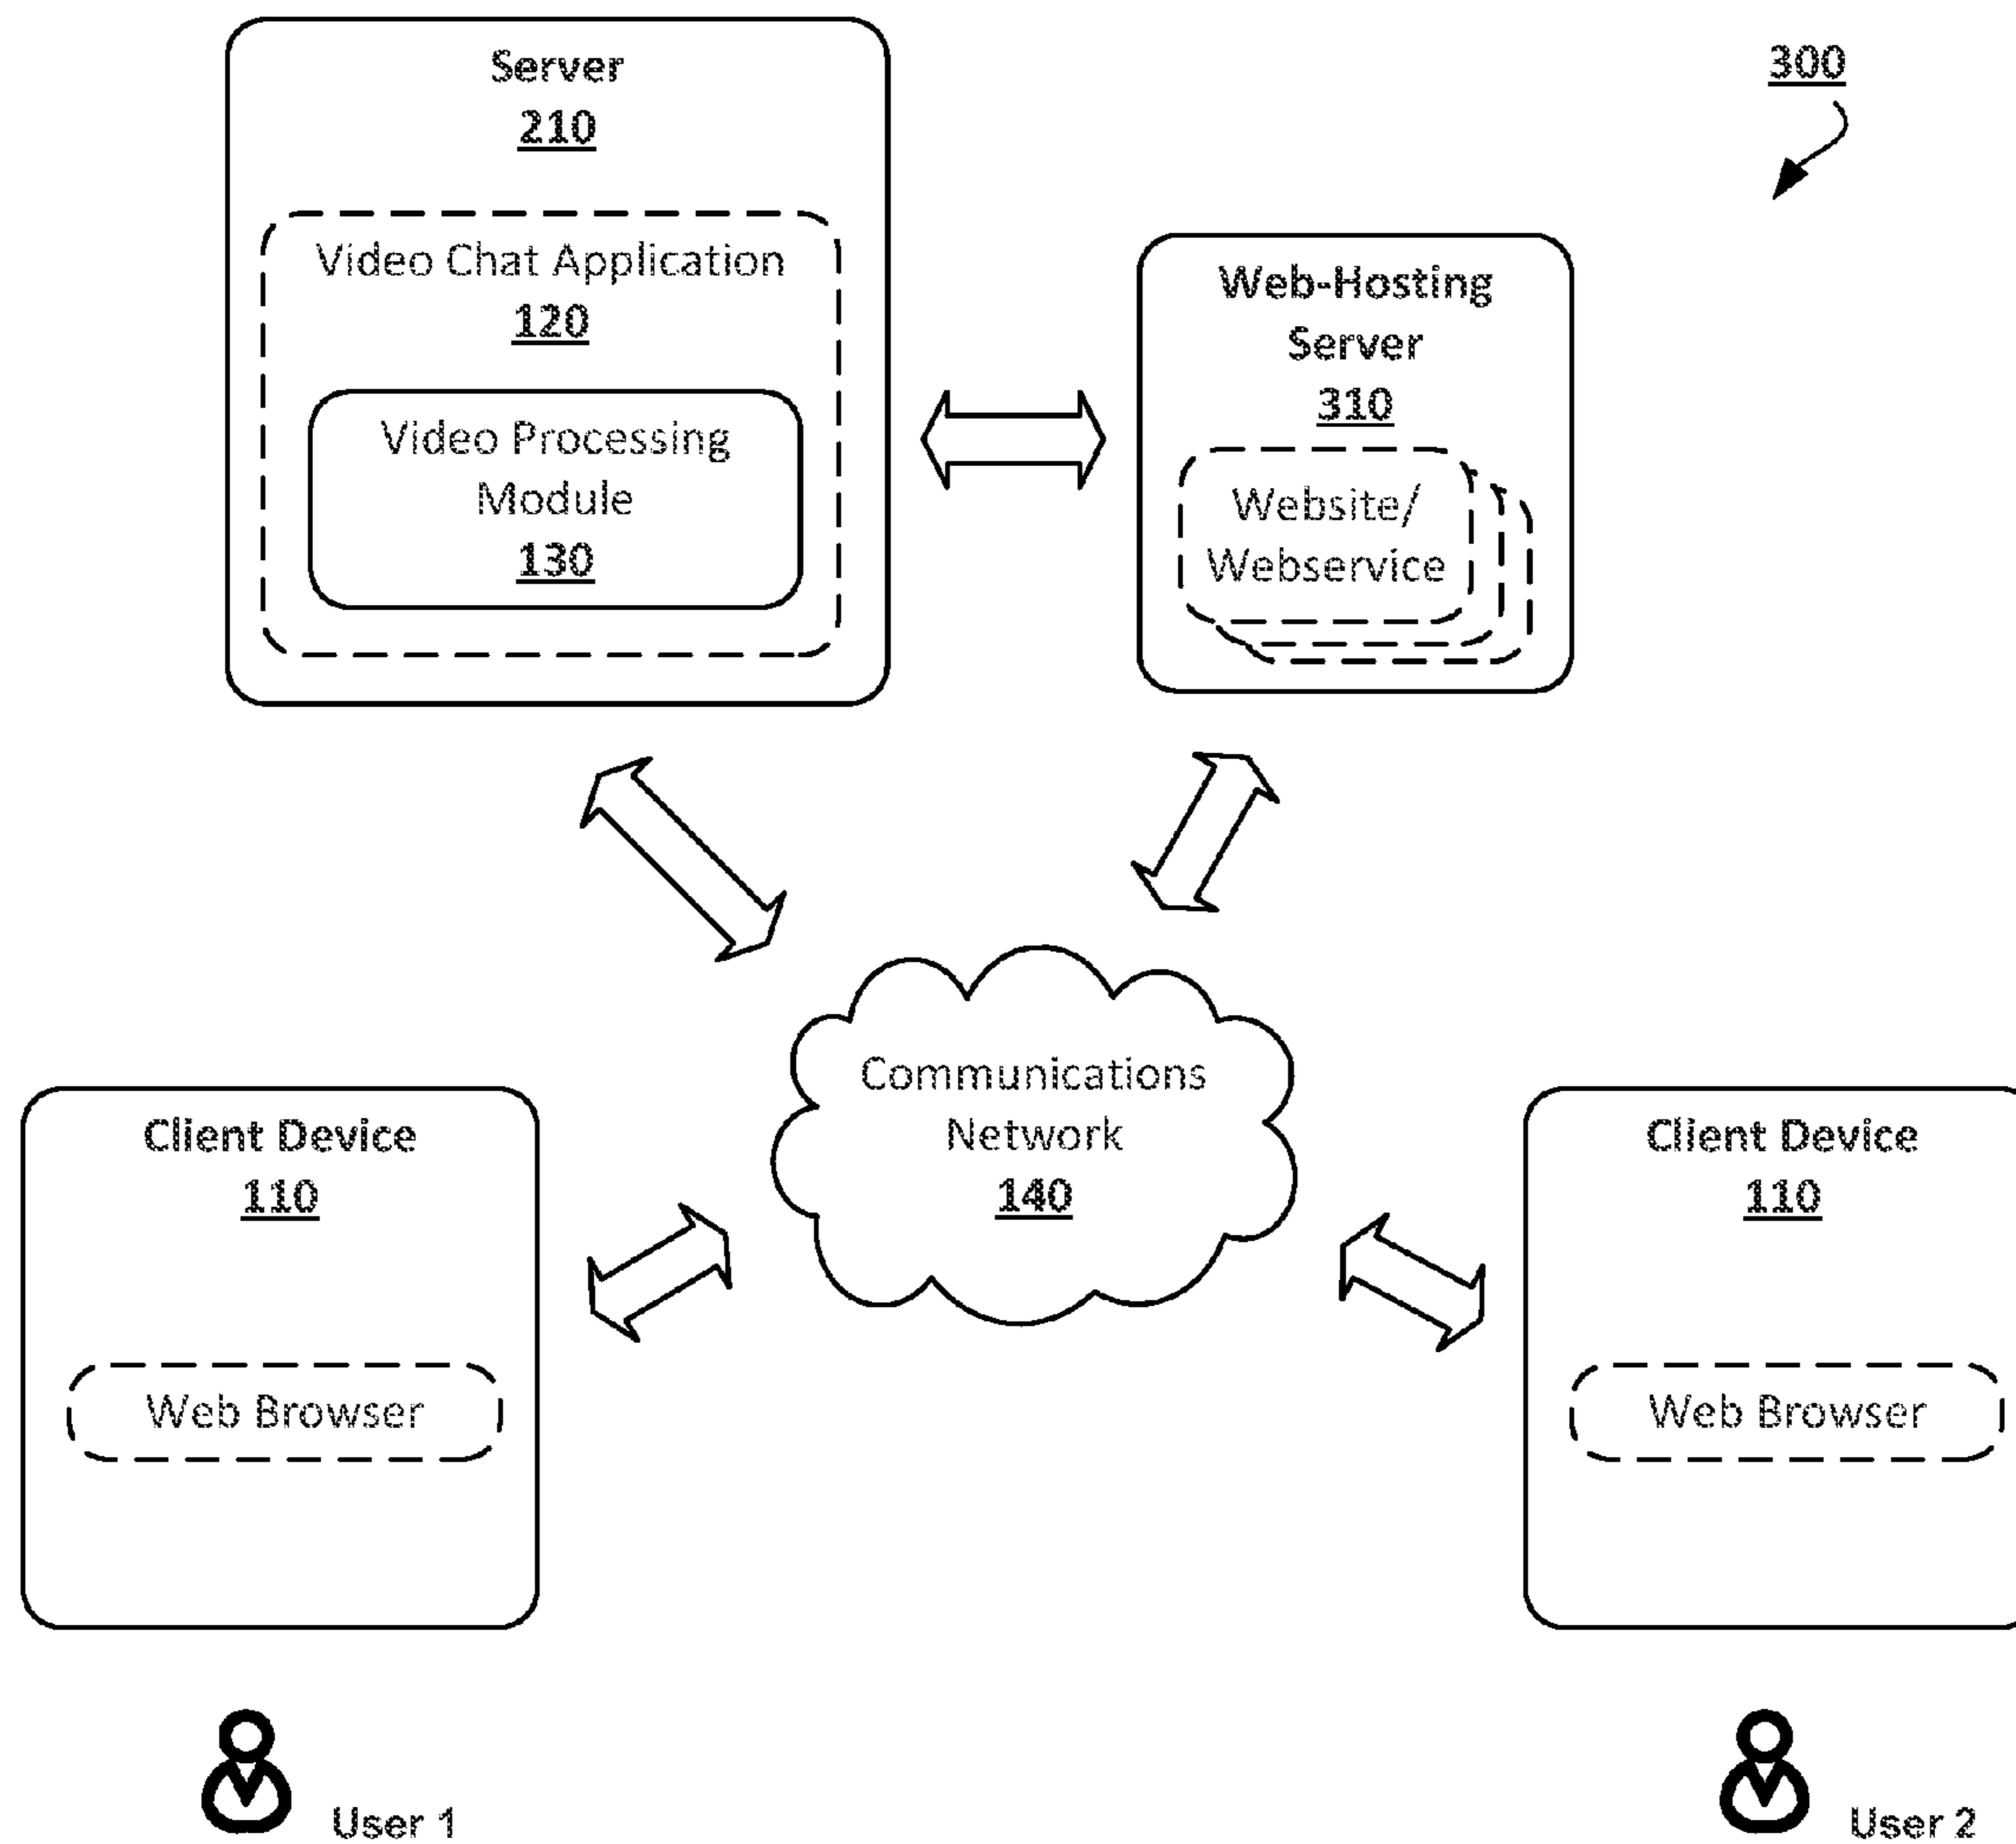 Server
210
300
Video Chat Application
120
Video Processing
Module
130
Web-Hosting
Server
310
Website/
Webservice
Communications
Network
140
Client Device
110
Web Browser
Client Device
110
Web Browser
User 1
User 2